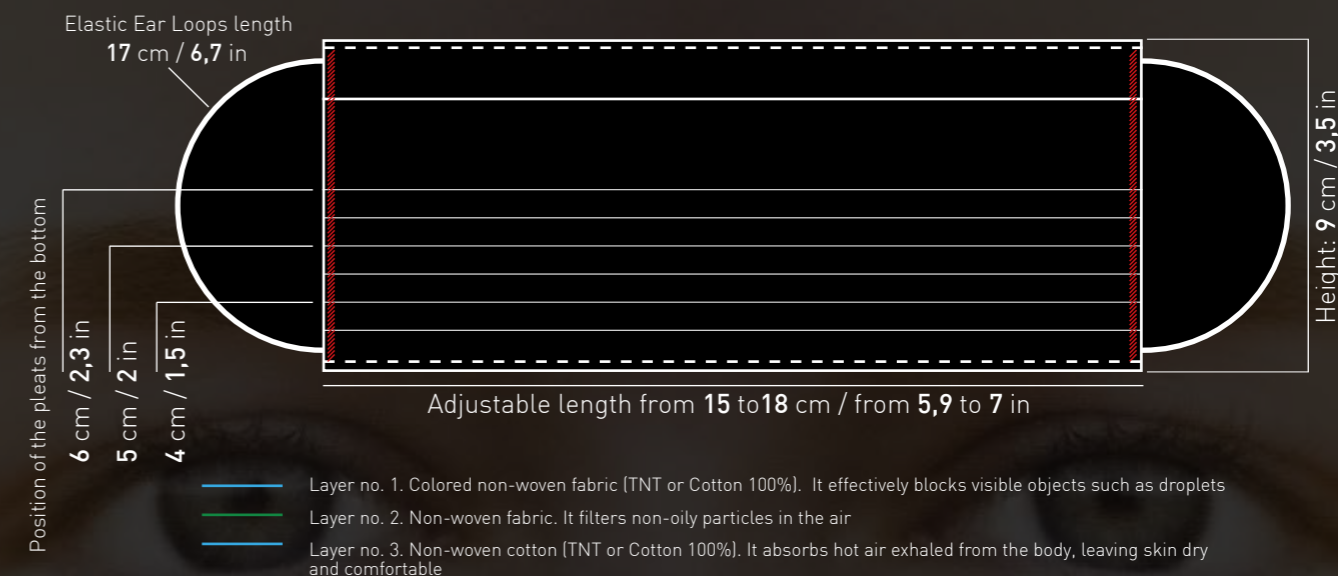 Elastic Ear Loops length
17 cm / 6,7 in
Height: 9 cm / 3,5 in
Position of the pleats from the bottom
6 cm / 2,3 in
5 cm / 2 in
4 cm / 1,5 in
Adjustable length from 15 to18 cm / from 5,9 to 7 in
Layer no. 1. Colored non-woven fabric (TNT or Cotton 100%). It effectively blocks visible objects such as droplets
Layer no. 2. Non-woven fabric. It filters non-oily particles in the air
Layer no. 3. Non-woven cotton (TNT or Cotton 100%). It absorbs hot air exhaled from the body, leaving skin dry
and comfortable